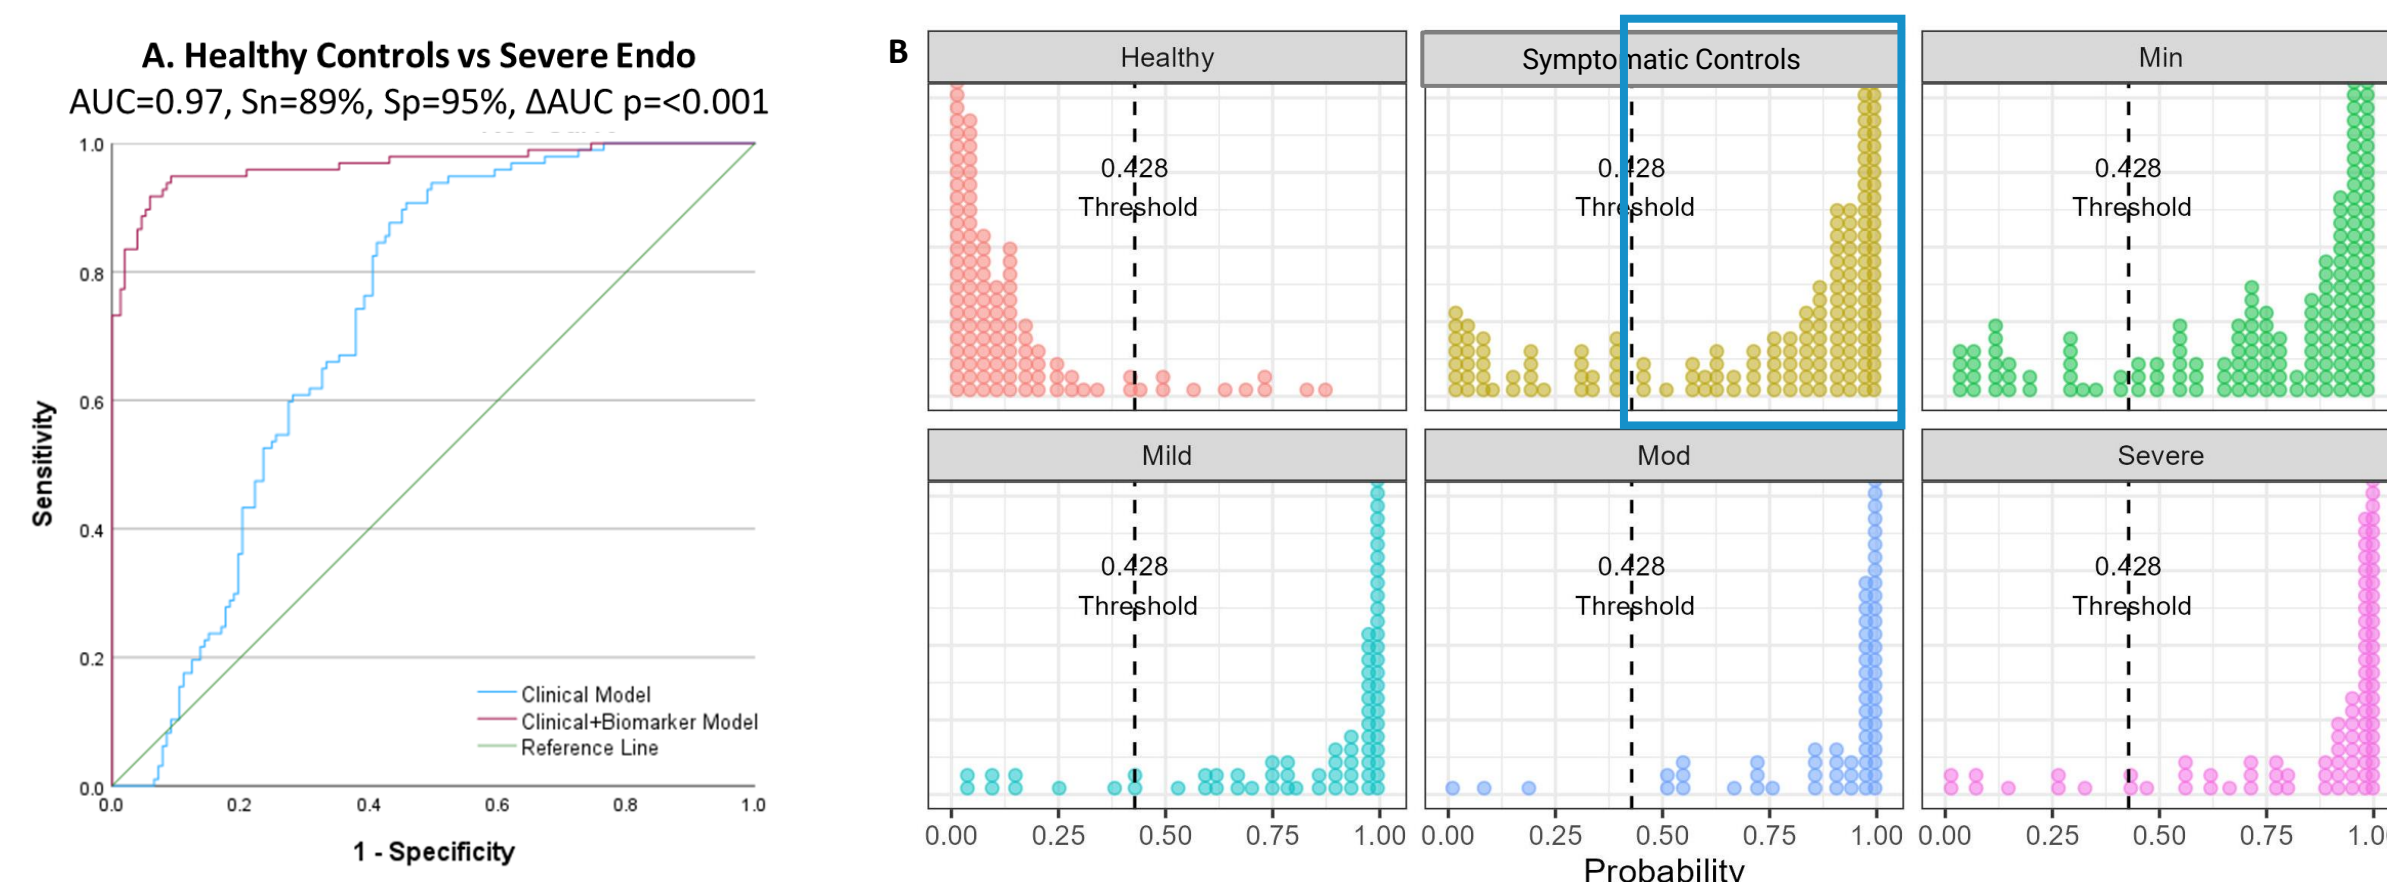 A. Healthy Controls vs Severe Endo
AUC=0.97, Sn=89%, Sp=95%, ΔAUC p=<0.001
1.0
0.8
0.6
0.4
0.2
0.0
Sensitivity
0.0 0.2 0.4 0.6 0.8 1.0
1 - Specificity
Clinical Model
Clinical+Biomarker Model
Reference Line
B
Healthy
0.428
Threshold
Symptomatic Controls
0.428
Threshold
Min
0.428
Threshold
Mild
0.428
Threshold
Mod
0.428
Threshold
Severe
0.428
Threshold
0.00 0.25 0.50 0.75 1.00
0.00 0.25 0.50 0.75 1.00
0.00 0.25 0.50 0.75
Probability